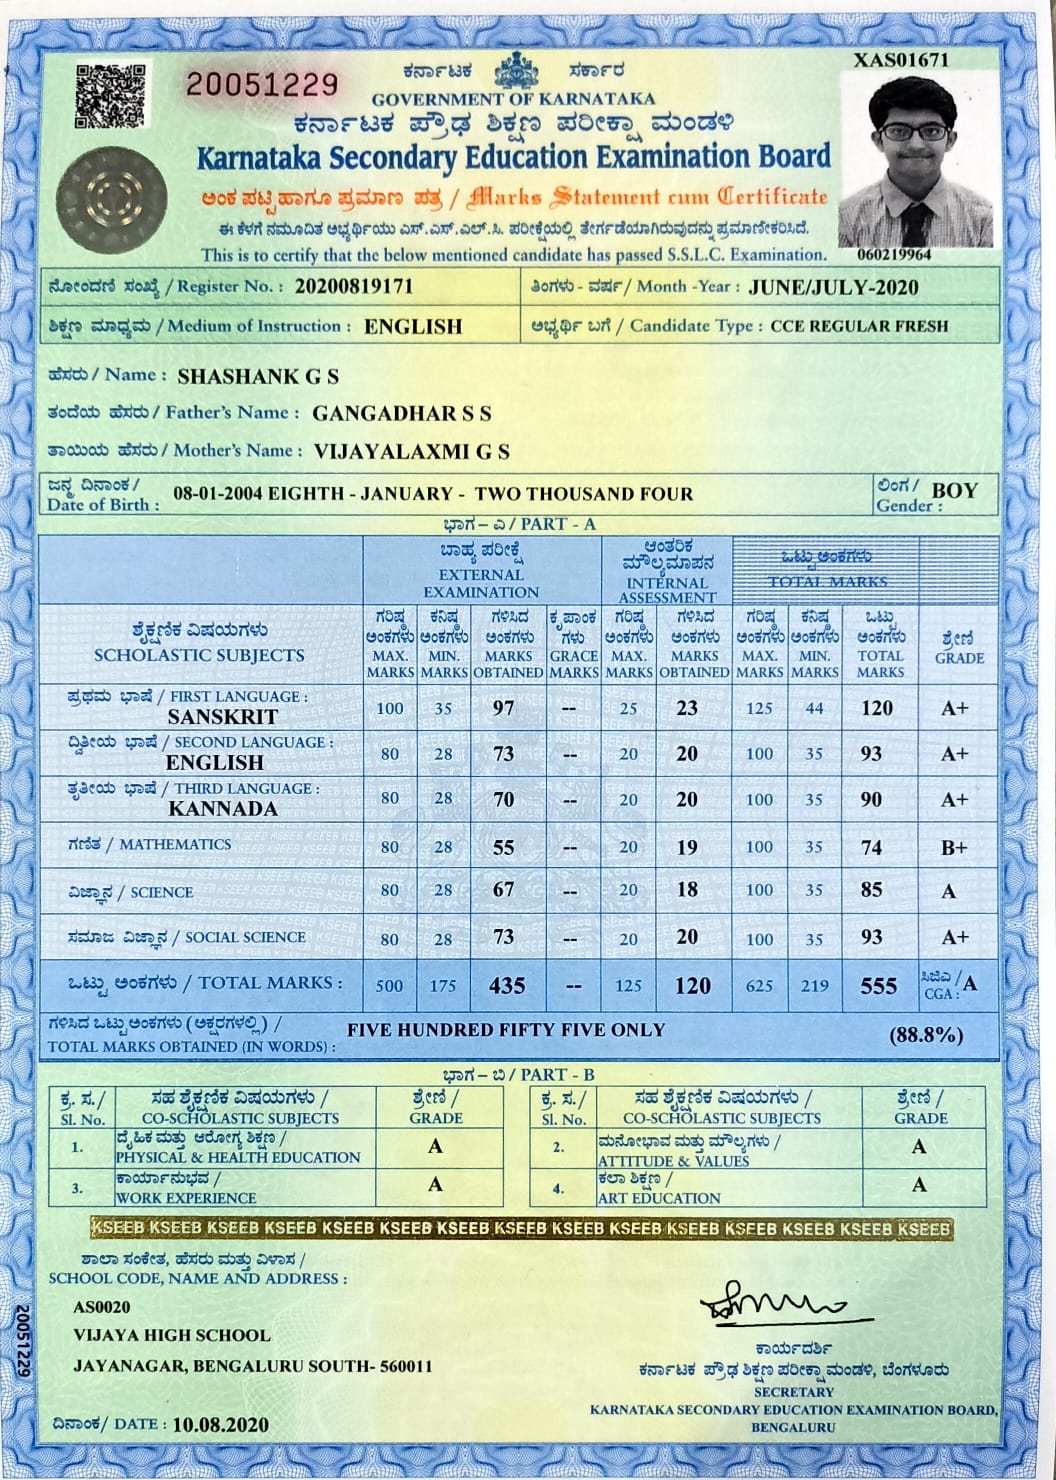 XAS01671
20051229
ಕರ್ನಾಟಕ ಸರ್ಕಾರ
GOVERNMENT OF KARNATAKA
ಕರ್ನಾಟಕ ಪ್ರೌಢ ಶಿಕ್ಷಣ ಪರೀಕ್ಷಾ ಮಂಡಳಿ
Karnataka Secondary Education Examination Board
ಅಂಕ ಪಟ್ಟಿ ಹಾಗೂ ಪ್ರಮಾಣ ಪತ್ರ / Marks Statement cum Certificate
ಈ ಕೆಳಗೆ ನಮೂದಿತ ಅಭ್ಯರ್ಥಿಯು ಎಸ್.ಎಸ್.ಎಲ್.ಸಿ. ಪರೀಕ್ಷೆಯಲ್ಲಿ ತೇರ್ಗಡೆಯಾಗಿರುವುದನ್ನು ಪ್ರಮಾಣೀಕರಿಸಿದೆ.
This is to certify that the below mentioned candidate has passed S.S.L.C. Examination.
060219964
ನೋಂದಣಿ ಸಂಖ್ಯೆ / Register No. : 20200819171 ತಿಂಗಳು - ವರ್ಷ / Month -Year : JUNE/JULY-2020
ಶಿಕ್ಷಣ ಮಾಧ್ಯಮ / Medium of Instruction : ENGLISH ಅಭ್ಯರ್ಥಿ ಬಗೆ / Candidate Type : CCE REGULAR FRESH
ಹೆಸರು / Name : SHASHANK G S
ತಂದೆಯ ಹೆಸರು / Father's Name : GANGADHAR S S
ತಾಯಿಯ ಹೆಸರು / Mother's Name : VIJAYALAXMI G S
ಜನ್ಮ ದಿನಾಂಕ / Date of Birth : 08-01-2004 EIGHTH - JANUARY - TWO THOUSAND FOUR ಲಿಂಗ / Gender : BOY
ಭಾಗ – ಎ / PART - A
ಬಾಹ್ಯ ಪರೀಕ್ಷೆ EXTERNAL EXAMINATION ಆಂತರಿಕ ಮೌಲ್ಯಮಾಪನ INTERNAL ASSESSMENT ಒಟ್ಟು ಅಂಕಗಳು TOTAL MARKS
ಶೈಕ್ಷಣಿಕ ವಿಷಯಗಳು SCHOLASTIC SUBJECTS ಗರಿಷ್ಠ ಅಂಕಗಳು MAX. MARKS ಕನಿಷ್ಠ ಅಂಕಗಳು MIN. MARKS ಗಳಿಸಿದ ಅಂಕಗಳು MARKS OBTAINED ಕೃಪಾಂಕ ಗಳು GRACE MARKS ಗರಿಷ್ಠ ಅಂಕಗಳು MAX. MARKS ಗಳಿಸಿದ ಅಂಕಗಳು MARKS OBTAINED ಗರಿಷ್ಠ ಅಂಕಗಳು MAX. MARKS ಕನಿಷ್ಠ ಅಂಕಗಳು MIN. MARKS ಒಟ್ಟು ಅಂಕಗಳು TOTAL MARKS ಶ್ರೇಣಿ GRADE
ಪ್ರಥಮ ಭಾಷೆ / FIRST LANGUAGE :
SANSKRIT 100 35 97 -- 25 23 125 44 120 A+
ದ್ವಿತೀಯ ಭಾಷೆ / SECOND LANGUAGE :
ENGLISH 80 28 73 -- 20 20 100 35 93 A+
ತೃತೀಯ ಭಾಷೆ / THIRD LANGUAGE :
KANNADA 80 28 70 -- 20 20 100 35 90 A+
ಗಣಿತ / MATHEMATICS 80 28 55 -- 20 19 100 35 74 B+
ವಿಜ್ಞಾನ / SCIENCE 80 28 67 -- 20 18 100 35 85 A
ಸಮಾಜ ವಿಜ್ಞಾನ / SOCIAL SCIENCE 80 28 73 -- 20 20 100 35 93 A+
ಒಟ್ಟು ಅಂಕಗಳು / TOTAL MARKS : 500 175 435 -- 125 120 625 219 555 ಸಿಜಿಎ / CGA : A
ಗಳಿಸಿದ ಒಟ್ಟು ಅಂಕಗಳು (ಅಕ್ಷರಗಳಲ್ಲಿ) /
TOTAL MARKS OBTAINED (IN WORDS) : FIVE HUNDRED FIFTY FIVE ONLY (88.8%)
ಭಾಗ – ಬಿ / PART - B
ಕ್ರ. ಸ. / ಸಹ ಶೈಕ್ಷಣಿಕ ವಿಷಯಗಳು / ಶ್ರೇಣಿ / ಕ್ರ. ಸ. / ಸಹ ಶೈಕ್ಷಣಿಕ ವಿಷಯಗಳು / ಶ್ರೇಣಿ /
Sl. No. CO-SCHOLASTIC SUBJECTS GRADE Sl. No. CO-SCHOLASTIC SUBJECTS GRADE
1. ದೈಹಿಕ ಮತ್ತು ಆರೋಗ್ಯ ಶಿಕ್ಷಣ / PHYSICAL & HEALTH EDUCATION A 2. ಮನೋಭಾವ ಮತ್ತು ಮೌಲ್ಯಗಳು / ATTITUDE & VALUES A
3. ಕಾರ್ಯಾನುಭವ / WORK EXPERIENCE A 4. ಕಲಾ ಶಿಕ್ಷಣ / ART EDUCATION A
KSEEB KSEEB KSEEB KSEEB KSEEB KSEEB KSEEB KSEEB KSEEB KSEEB KSEEB KSEEB KSEEB KSEEB KSEEB
ಶಾಲಾ ಸಂಕೇತ, ಹೆಸರು ಮತ್ತು ವಿಳಾಸ /
SCHOOL CODE, NAME AND ADDRESS :
AS0020
VIJAYA HIGH SCHOOL
JAYANAGAR, BENGALURU SOUTH- 560011
20051229
ದಿನಾಂಕ/ DATE : 10.08.2020
ಕಾರ್ಯದರ್ಶಿ
ಕರ್ನಾಟಕ ಪ್ರೌಢ ಶಿಕ್ಷಣ ಪರೀಕ್ಷಾ ಮಂಡಳಿ, ಬೆಂಗಳೂರು
SECRETARY
KARNATAKA SECONDARY EDUCATION EXAMINATION BOARD,
BENGALURU